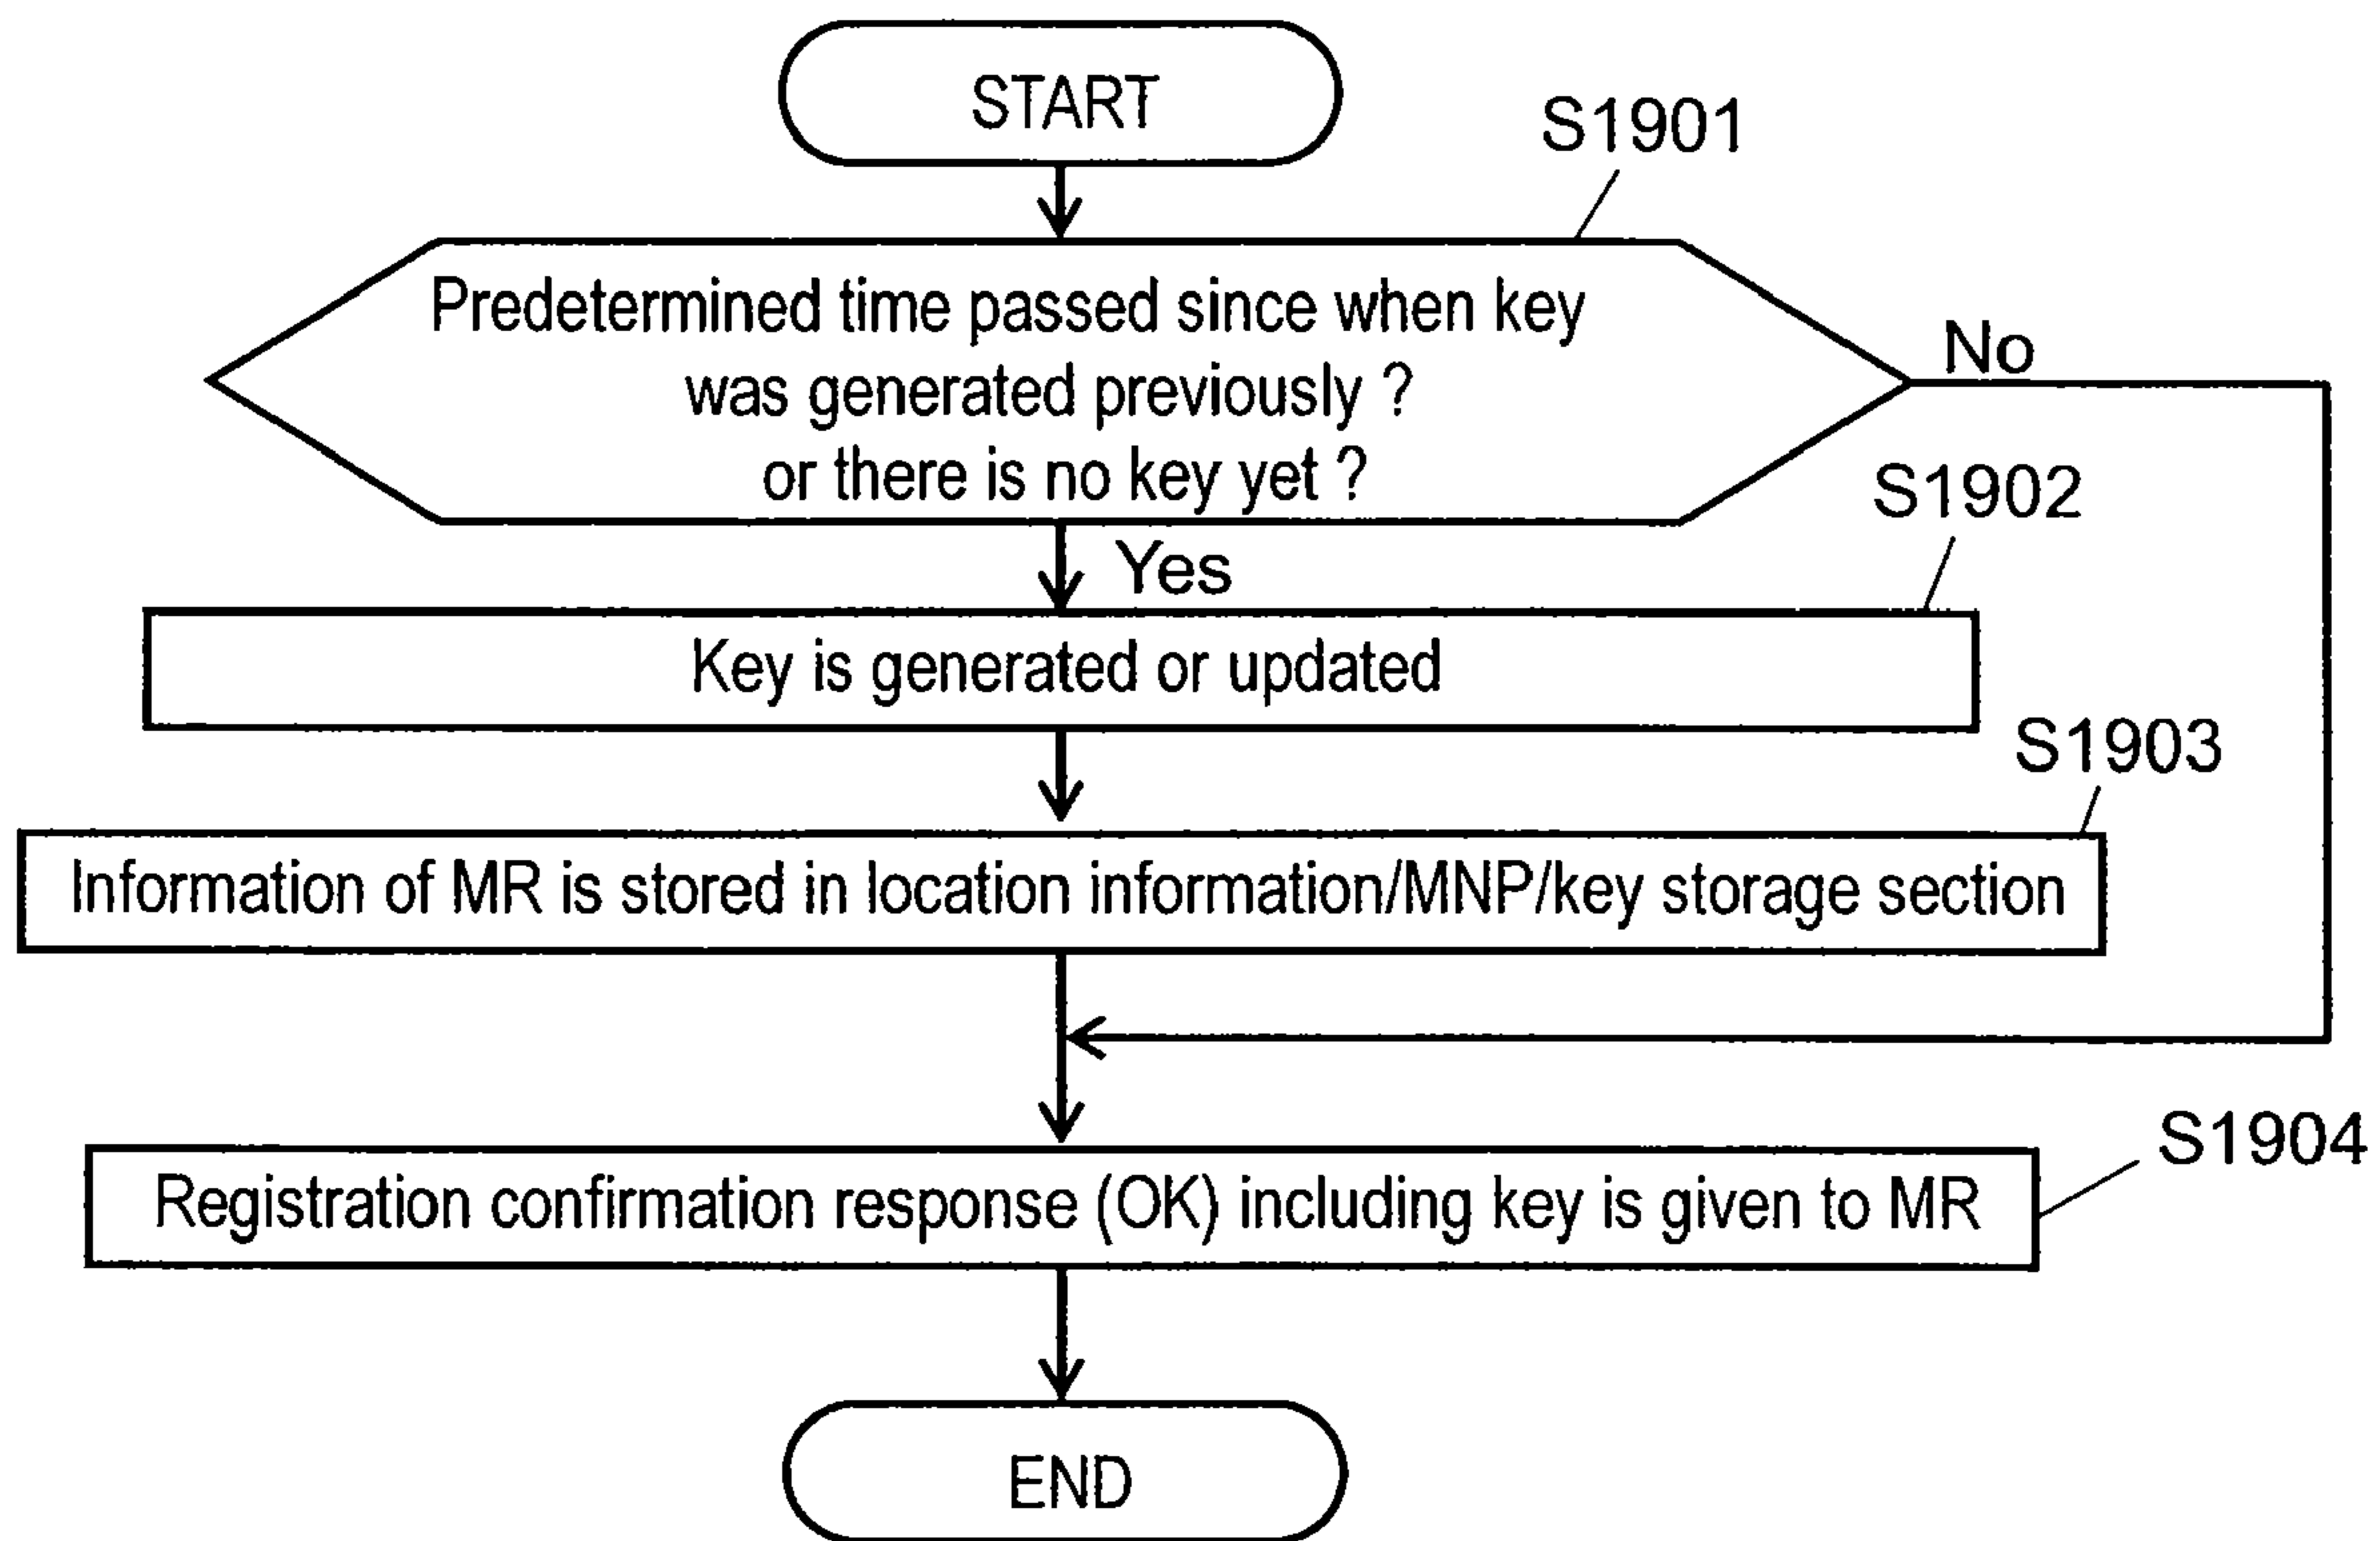 START
S1901
Predetermined time passed since when key
was generated previously ?
or there is no key yet ?
No
Yes
S1902
Key is generated or updated
S1903
Information of MR is stored in location information/MNP/key storage section
S1904
Registration confirmation response (OK) including key is given to MR
END